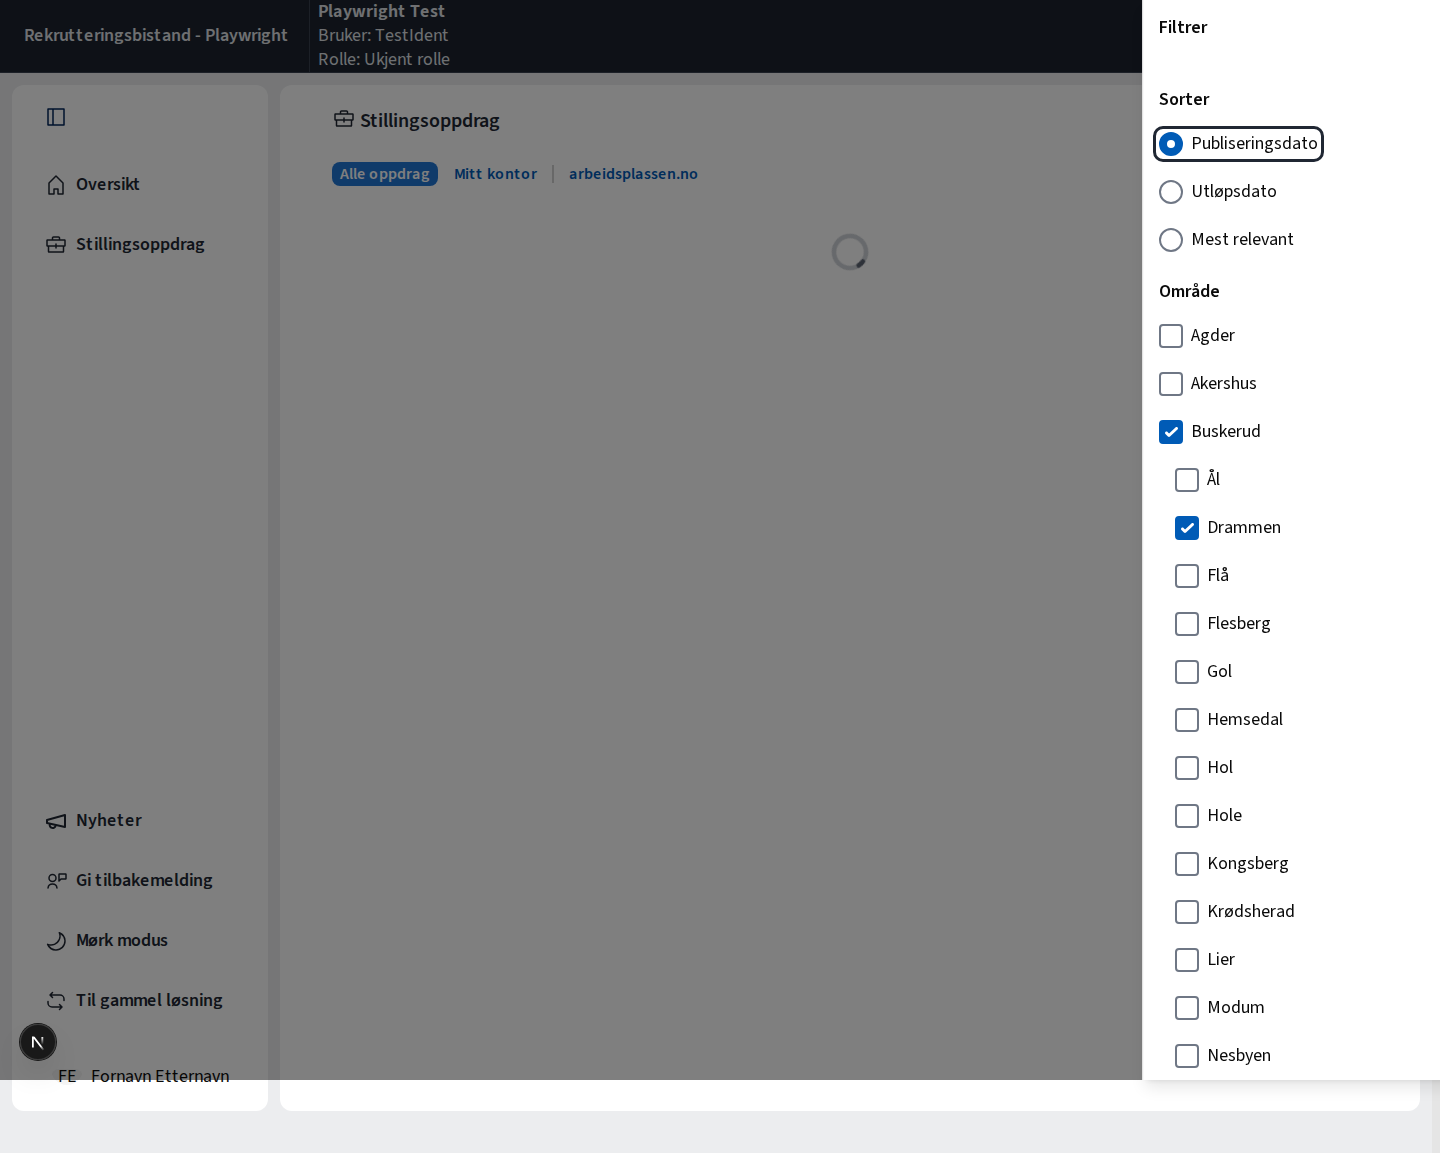 Rekrutteringsbistand - Playwright
Playwright Test
Bruker: TestIdent
Rolle: Ukjent rolle
Oversikt
Stillingsoppdrag
Nyheter
Gi tilbakemelding
Mørk modus
Til gammel løsning
N
FE Fornavn Etternavn
Stillingsoppdrag
Alle oppdrag Mitt kontor arbeidsplassen.no
Filtrer
Sorter
Publiseringsdato
Utløpsdato
Mest relevant
Område
Agder
Akershus
Buskerud
Ål
Drammen
Flå
Flesberg
Gol
Hemsedal
Hol
Hole
Kongsberg
Krødsherad
Lier
Modum
Nesbyen